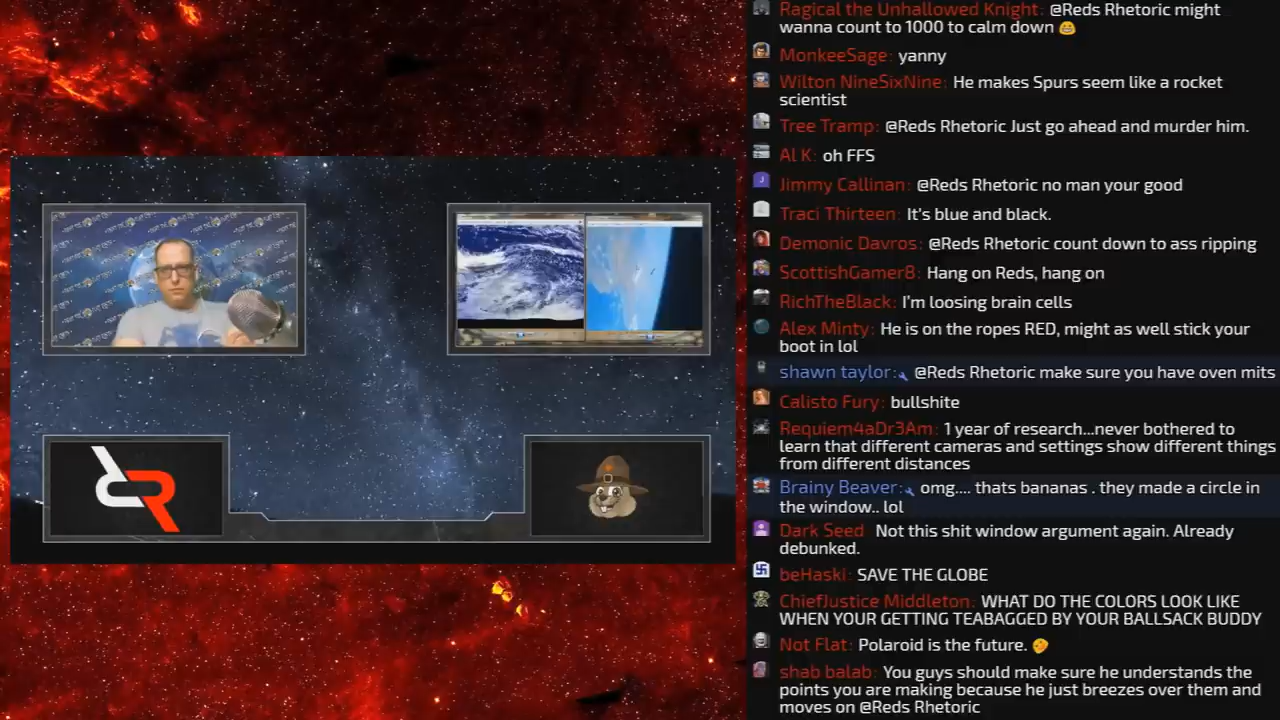 Ragical the Unhallowed Knight: @Reds Rhetoric might
wanna count to 1000 to calm down
MonkeeSage: yanny
Wilton NineSixNine: He makes Spurs seem like a rocket
scientist
Tree Tramp: @Reds Rhetoric Just go ahead and murder him.
Al K: oh FFS
Jimmy Callinan: @Reds Rhetoric no man your good
Traci Thirteen: It's blue and black.
Demonic Davros: @Reds Rhetoric count down to ass ripping
ScottishGamer8: Hang on Reds, hang on
RichTheBlack: I'm loosing brain cells
Alex Minty: He is on the ropes RED, might as well stick your
boot in lol
shawn taylor: @Reds Rhetoric make sure you have oven mits
Calisto Fury: bullshite
Requiem4aDr3Am: 1 year of research...never bothered to
learn that different cameras and settings show different things
from different distances
Brainy Beaver: omg.... thats bananas . they made a circle in
the window.. lol
Dark Seed Not this shit window argument again. Already
debunked.
beHaski: SAVE THE GLOBE
ChiefJustice Middleton: WHAT DO THE COLORS LOOK LIKE
WHEN YOUR GETTING TEABAGGED BY YOUR BALLSACK BUDDY
Not Flat: Polaroid is the future.
shab balab: You guys should make sure he understands the
points you are making because he just breezes over them and
moves on @Reds Rhetoric
J
RR